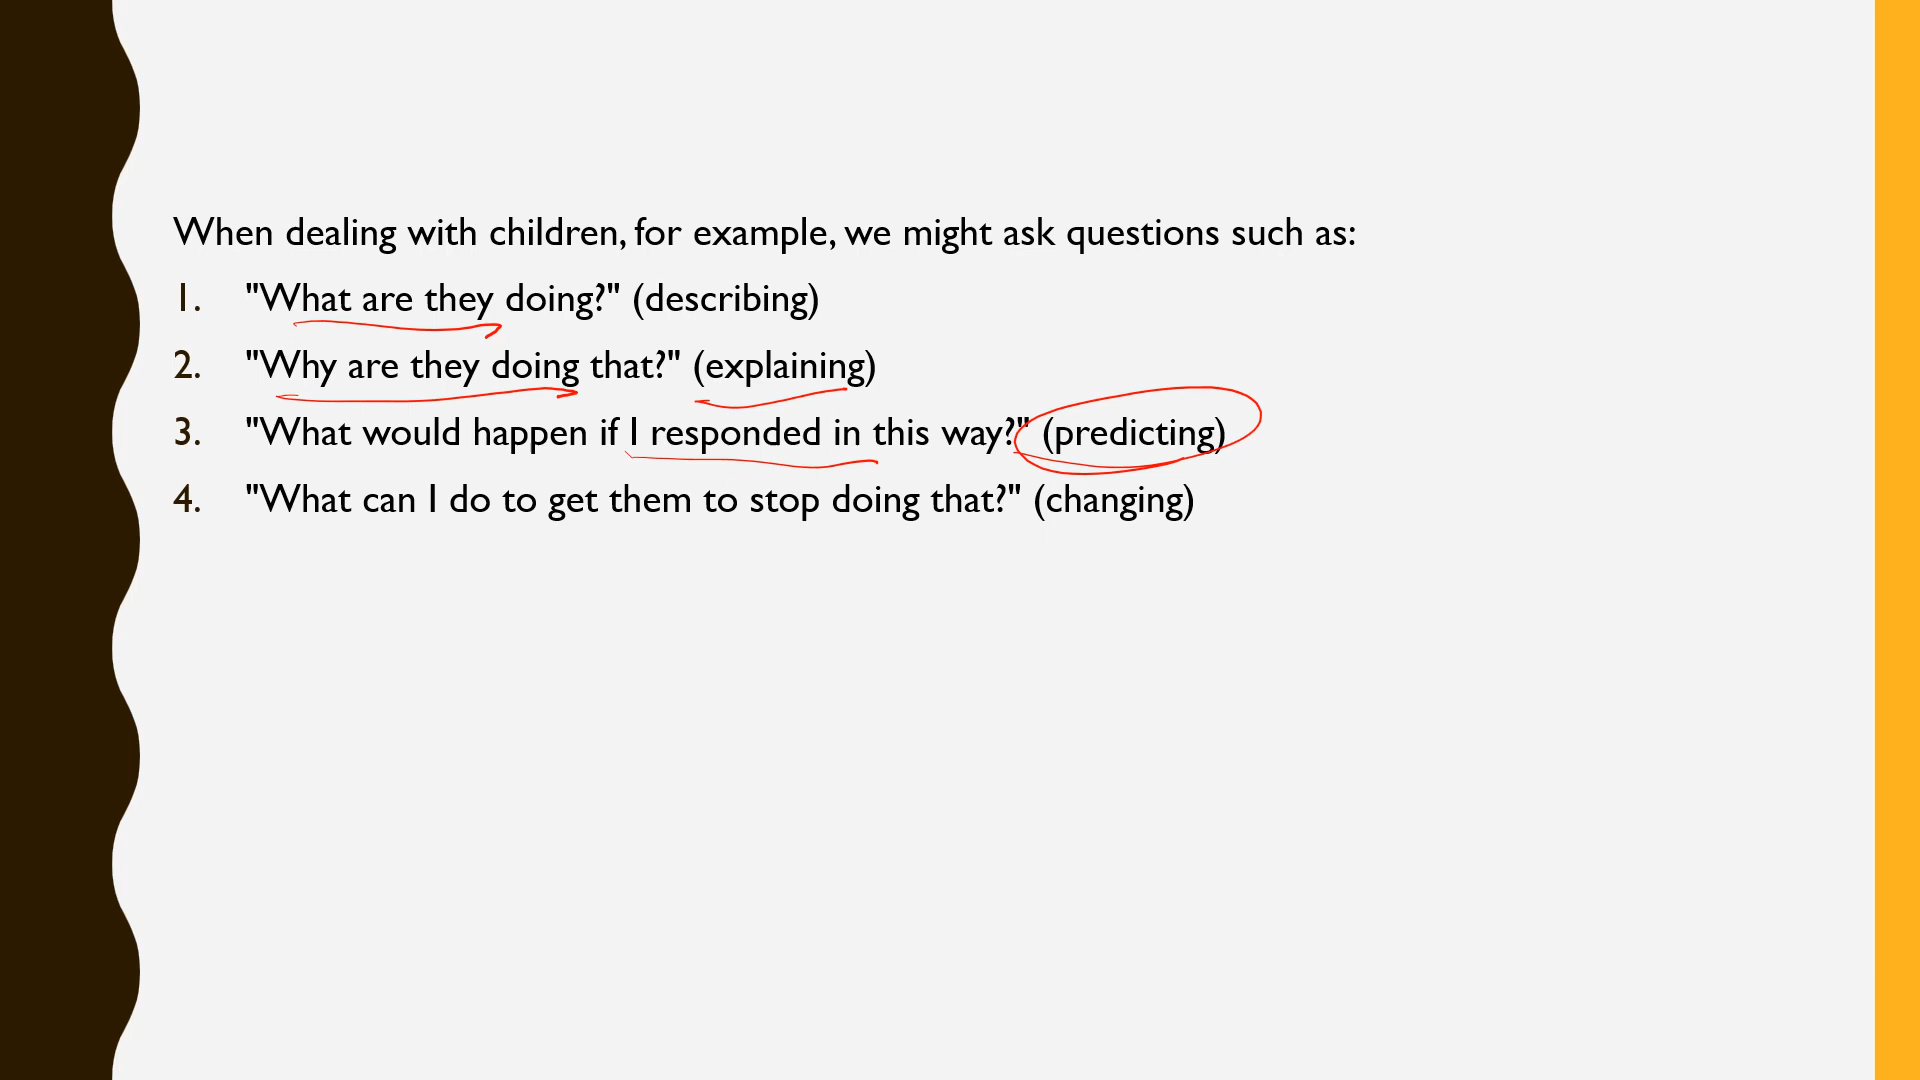 When dealing with children, for example, we might ask questions such as:
1. "What are they doing?" (describing)
2. "Why are they doing that?" (explaining)
3. "What would happen if I responded in this way?" (predicting)
4. "What can I do to get them to stop doing that?" (changing)